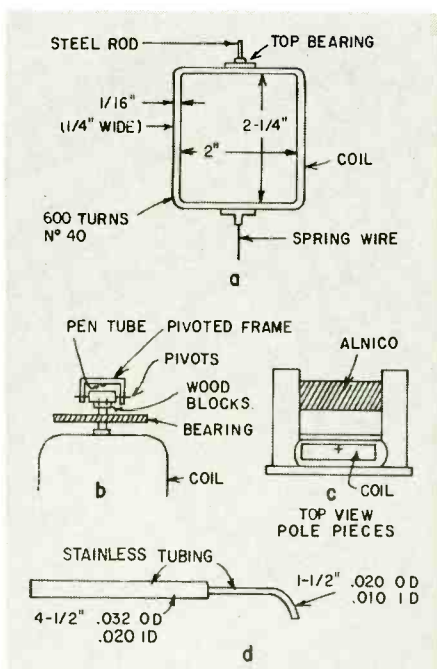 STEEL ROD
TOP BEARING
1/16"
(1/4" WIDE)
2-1/4"
2"
COIL
600 TURNS
Nº 40
SPRING WIRE
a
PEN TUBE
PIVOTED FRAME
PIVOTS
WOOD
BLOCKS
BEARING
COIL
b
ALNICO
COIL
c
TOP VIEW
POLE PIECES
STAINLESS TUBING
1-1/2" .020 OD
.010 ID
4-1/2" .032 OD
.020 ID
d